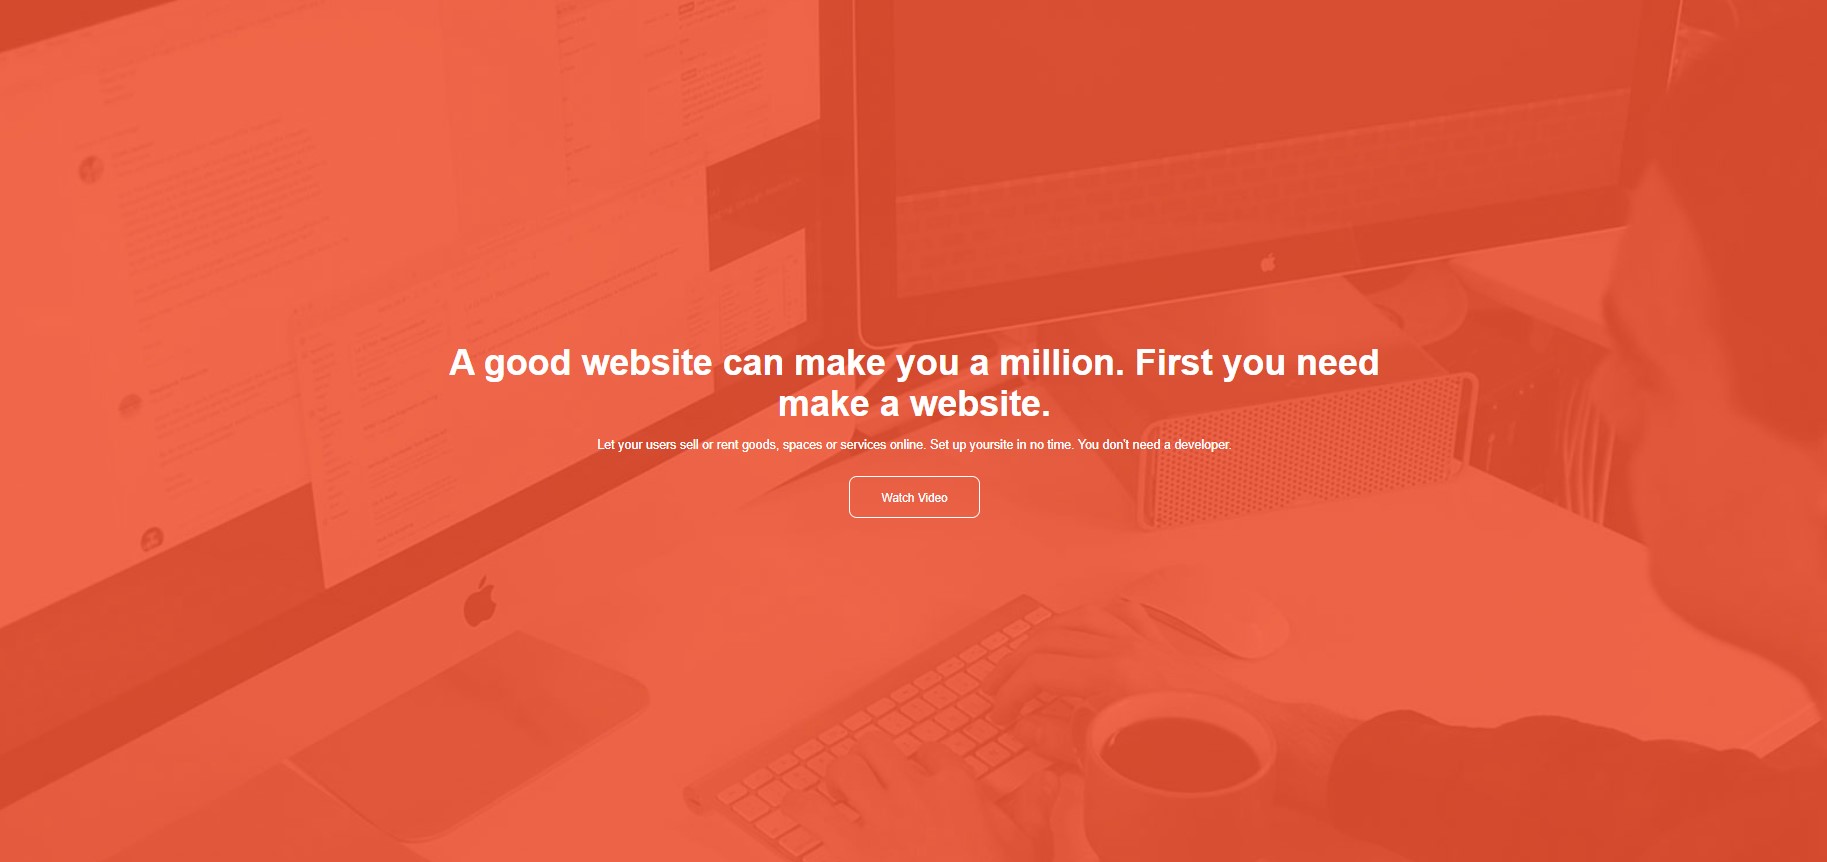 A good website can make you a million. First you need
make a website.
Let your users sell or rent goods, spaces or services online. Set up yoursite in no time. You don't need a developer.
Watch Video